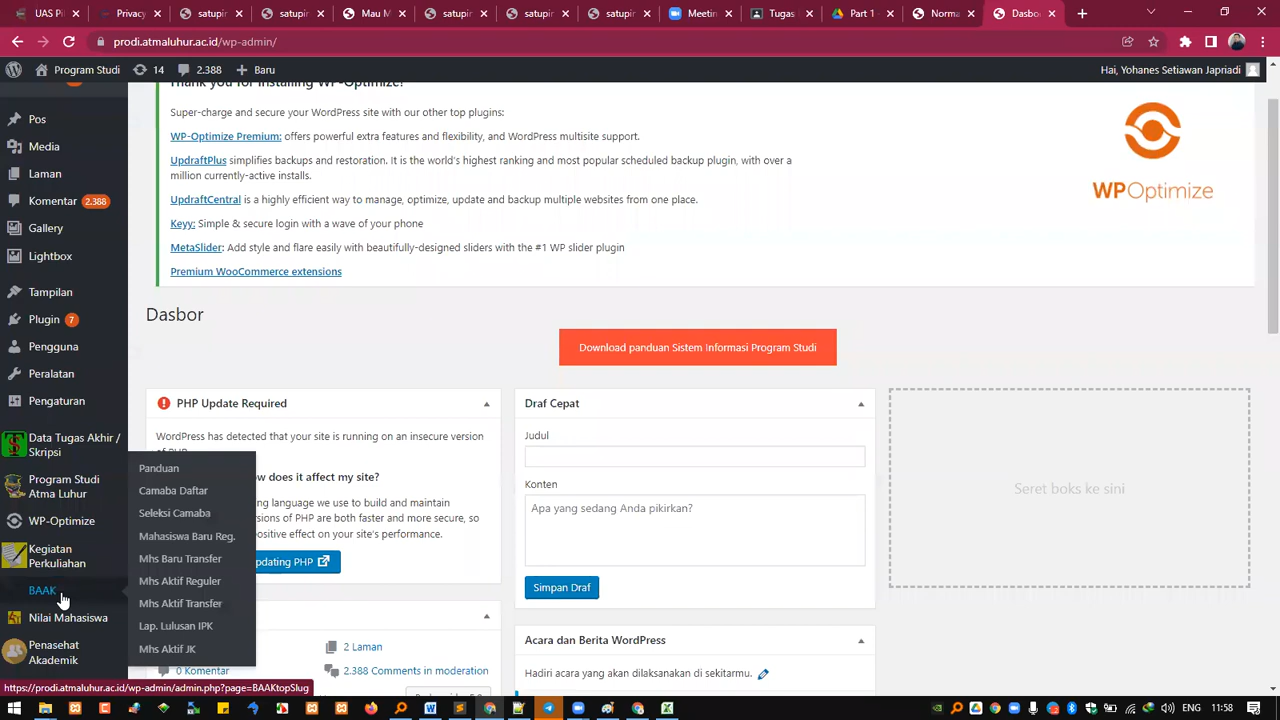 UAS Pi
Privacy
satupir
satupir
Mau M
satupir
satupir
satupir
Meetin
Tugas
Part 1 -
Norma
Dasbor
prodi.atmaluhur.ac.id/wp-admin/
Program Studi
14
2.388
Baru
Hai, Yohanes Setiawan Japriadi
Pos
Media
Laman
Komentar 2.388
Gallery
Lightbox
Tampilan
Plugin 7
Pengguna
Peralatan
Pengaturan
Data Tugas Akhir /
Skripsi
Program Studi
Atma Luhur
WP-Optimize
Kegiatan
Perkuliahan
BAAK
Nilai Mahasiswa
Penasehat
Akademik
Panduan
Camaba Daftar
Seleksi Camaba
Mahasiswa Baru Reg.
Mhs Baru Transfer
Mhs Aktif Reguler
Mhs Aktif Transfer
Lap. Lulusan IPK
Mhs Aktif JK
Thank you for installing WP-Optimize!
Super-charge and secure your WordPress site with our other top plugins:
WP-Optimize Premium: offers powerful extra features and flexibility, and WordPress multisite support.
UpdraftPlus simplifies backups and restoration. It is the world's highest ranking and most popular scheduled backup plugin, with over a
million currently-active installs.
UpdraftCentral is a highly efficient way to manage, optimize, update and backup multiple websites from one place.
Keyy: Simple & secure login with a wave of your phone
MetaSlider: Add style and flare easily with beautifully-designed sliders with the #1 WP slider plugin
Premium WooCommerce extensions
WPOptimize
Dasbor
Download panduan Sistem Informasi Program Studi
PHP Update Required
WordPress has detected that your site is running on an insecure version
ow does it affect my site?
ing language we use to build and maintain
rsions of PHP are both faster and more secure, so
positive effect on your site's performance.
pdating PHP
2 Laman
0 Komentar
2.388 Comments in moderation
Draf Cepat
Judul
Konten
Apa yang sedang Anda pikirkan?
Simpan Draf
Acara dan Berita WordPress
Hadiri acara yang akan dilaksanakan di sekitarmu.
Seret boks ke sini
https://prodi.atmaluhur.ac.id/wp-admin/admin.php?page=BAAKtopSlug
ENG
11:58